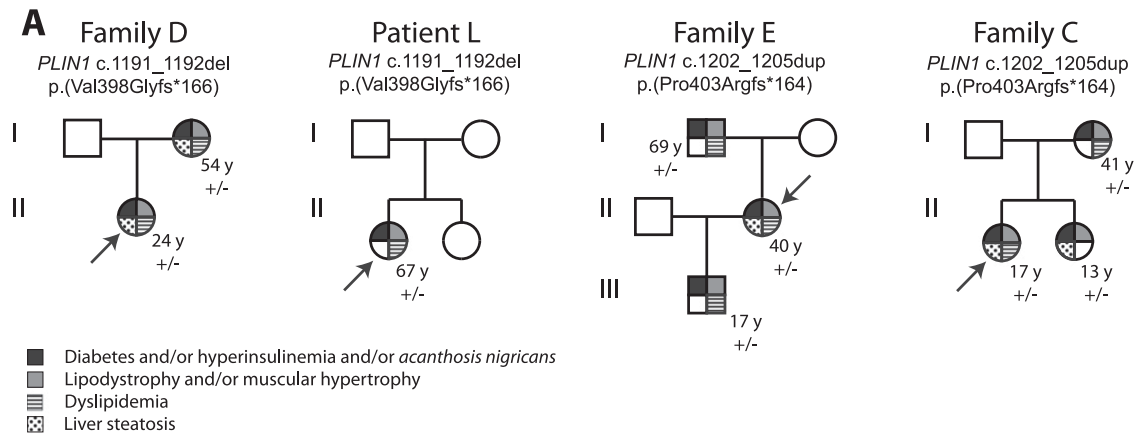 A
Family D
PLIN1 c.1191_1192del
p.(Val398Glyfs*166)
I
54 y
+/-
II
24 y
+/-
Patient L
PLIN1 c.1191_1192del
p.(Val398Glyfs*166)
I
II
67 y
+/-
Family E
PLIN1 c.1202_1205dup
p.(Pro403Argfs*164)
I
69 y
+/-
II
40 y
+/-
III
17 y
+/-
Family C
PLIN1 c.1202_1205dup
p.(Pro403Argfs*164)
I
41 y
+/-
II
17 y
+/-
13 y
+/-
Diabetes and/or hyperinsulinemia and/or acanthosis nigricans
Lipodystrophy and/or muscular hypertrophy
Dyslipidemia
Liver steatosis